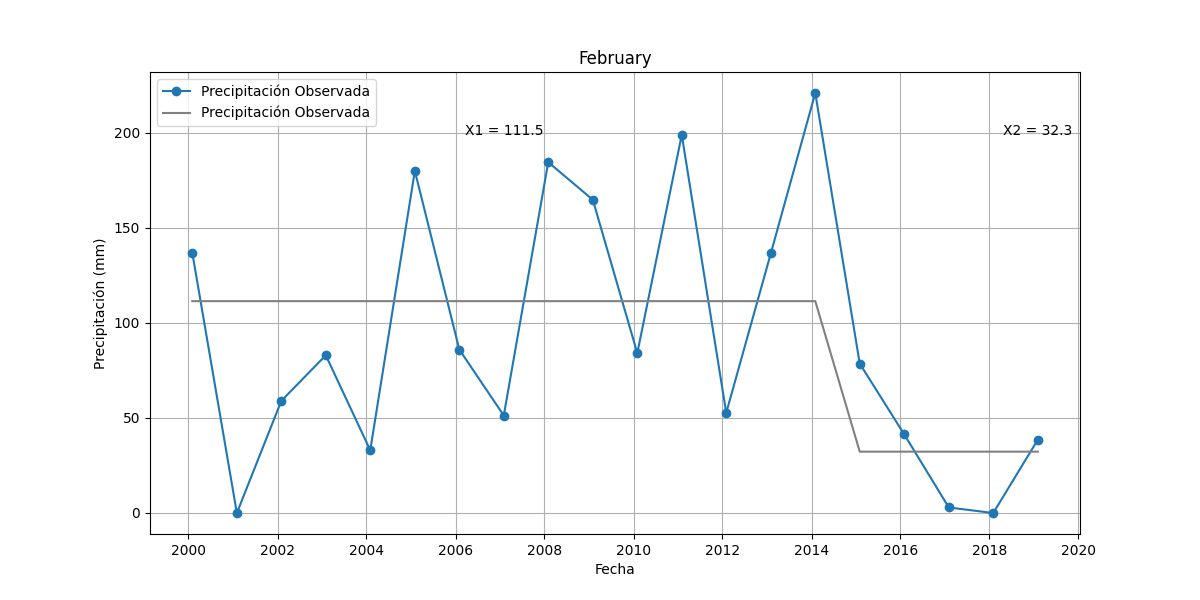 February
Precipitación Observada
Precipitación Observada
X1 = 111.5
X2 = 32.3
Precipitación (mm)
200
150
100
50
0
2000 2002 2004 2006 2008 2010 2012 2014 2016 2018 2020
Fecha